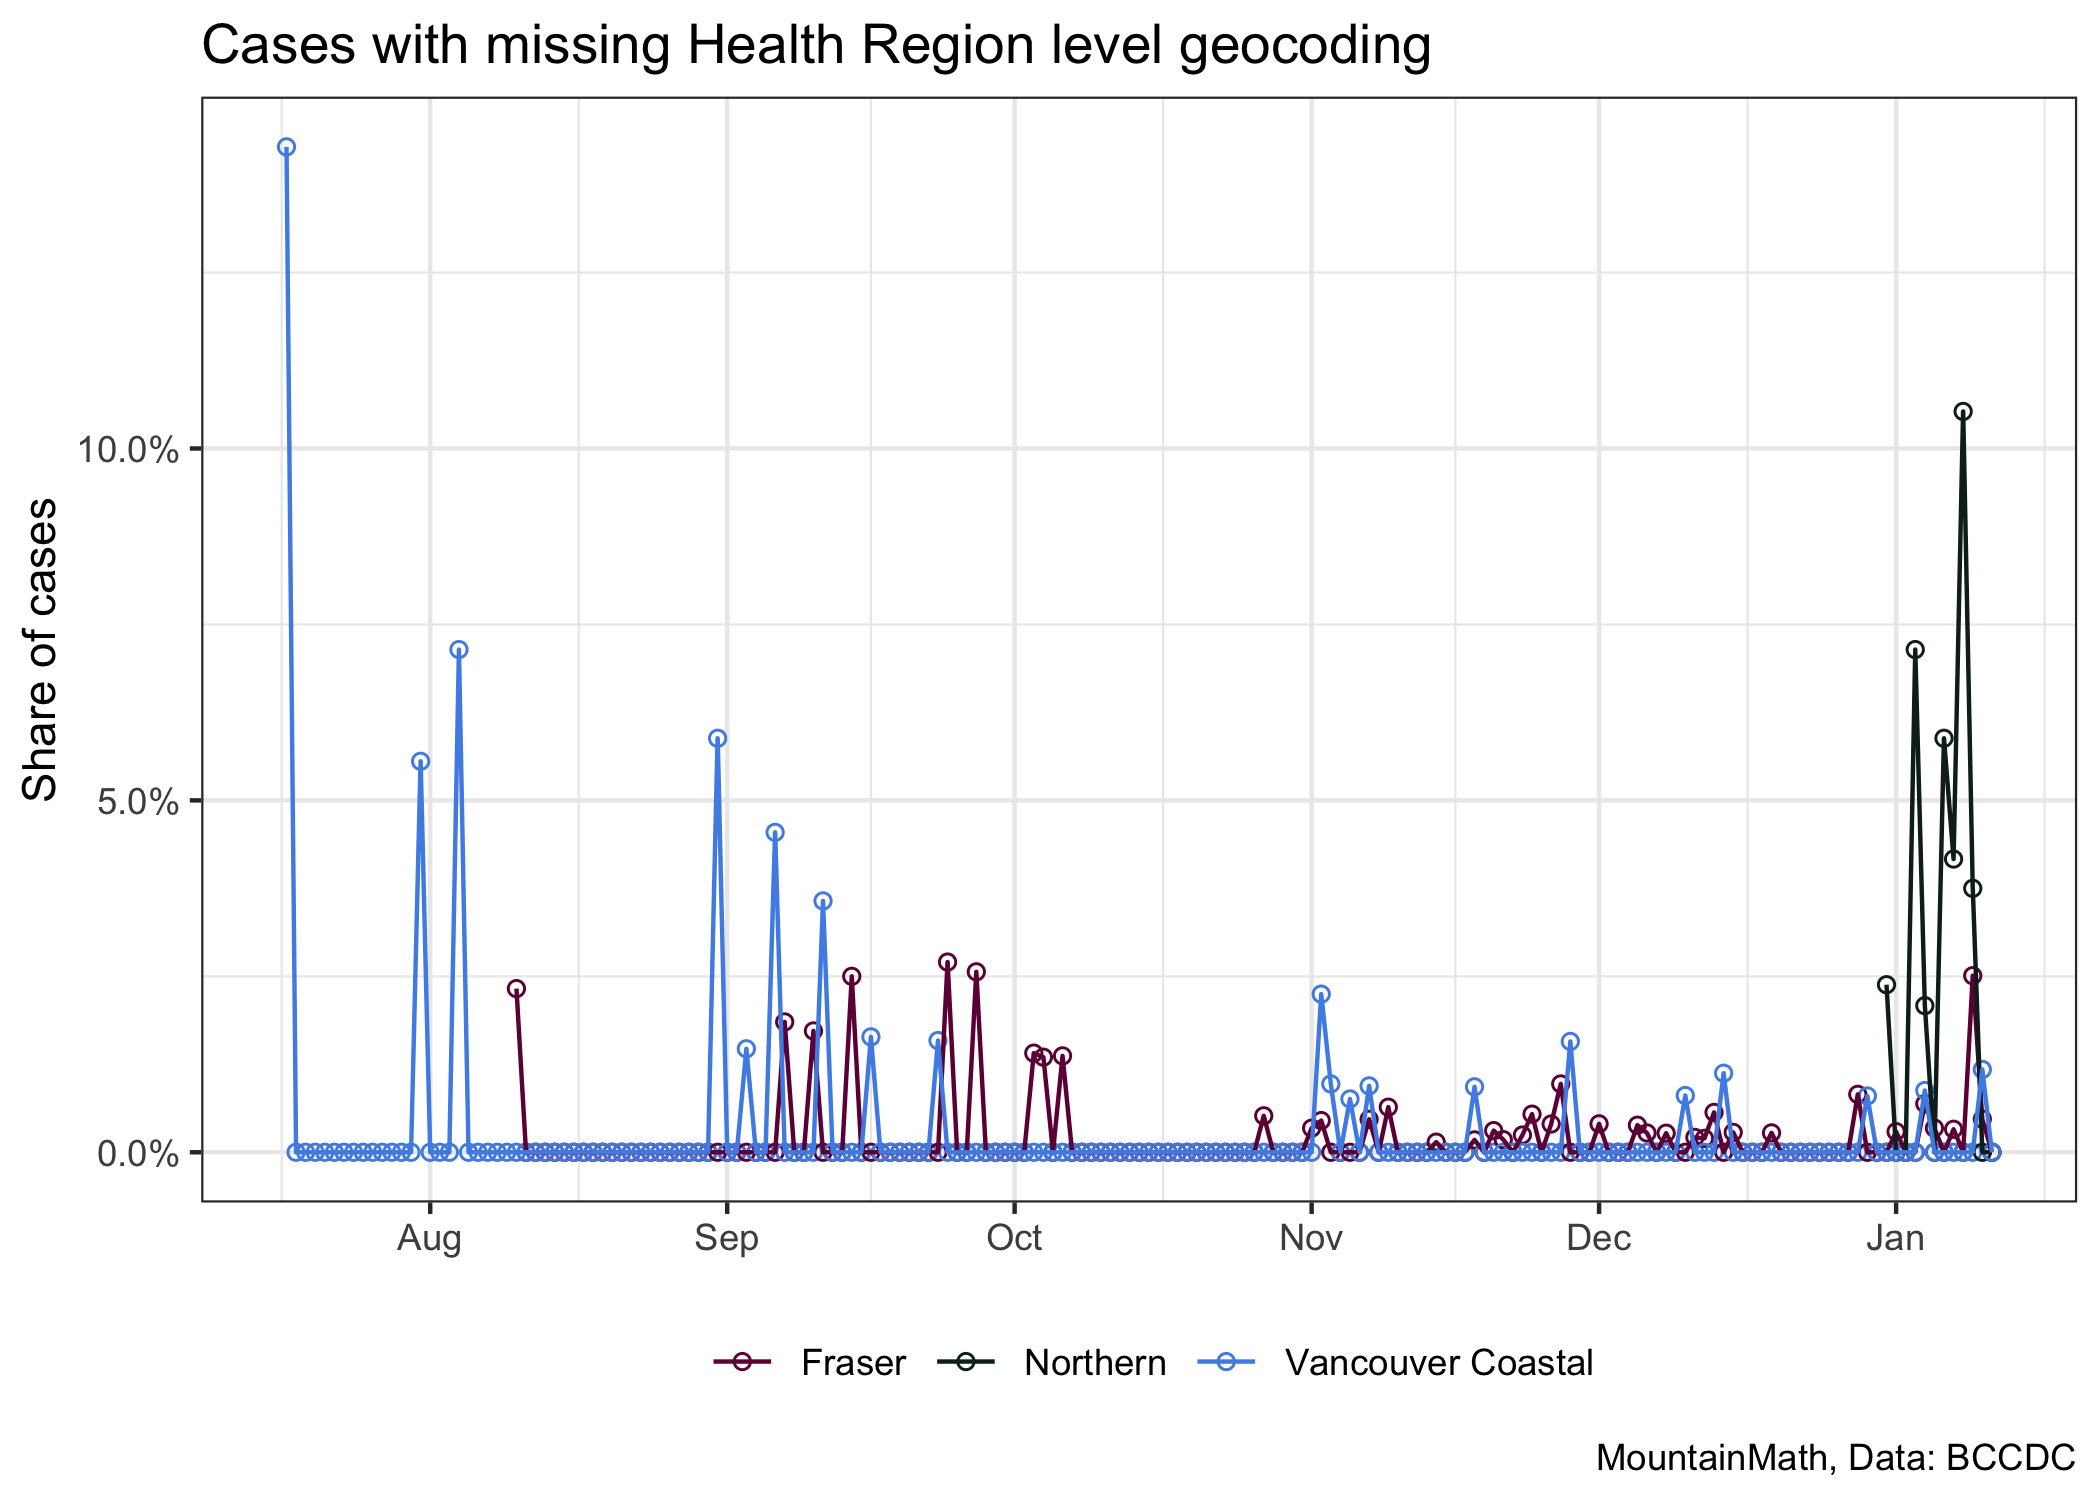 Cases with missing Health Region level geocoding
Share of cases
10.0%
5.0%
0.0%
Aug Sep Oct Nov Dec Jan
Fraser Northern Vancouver Coastal
MountainMath, Data: BCCDC